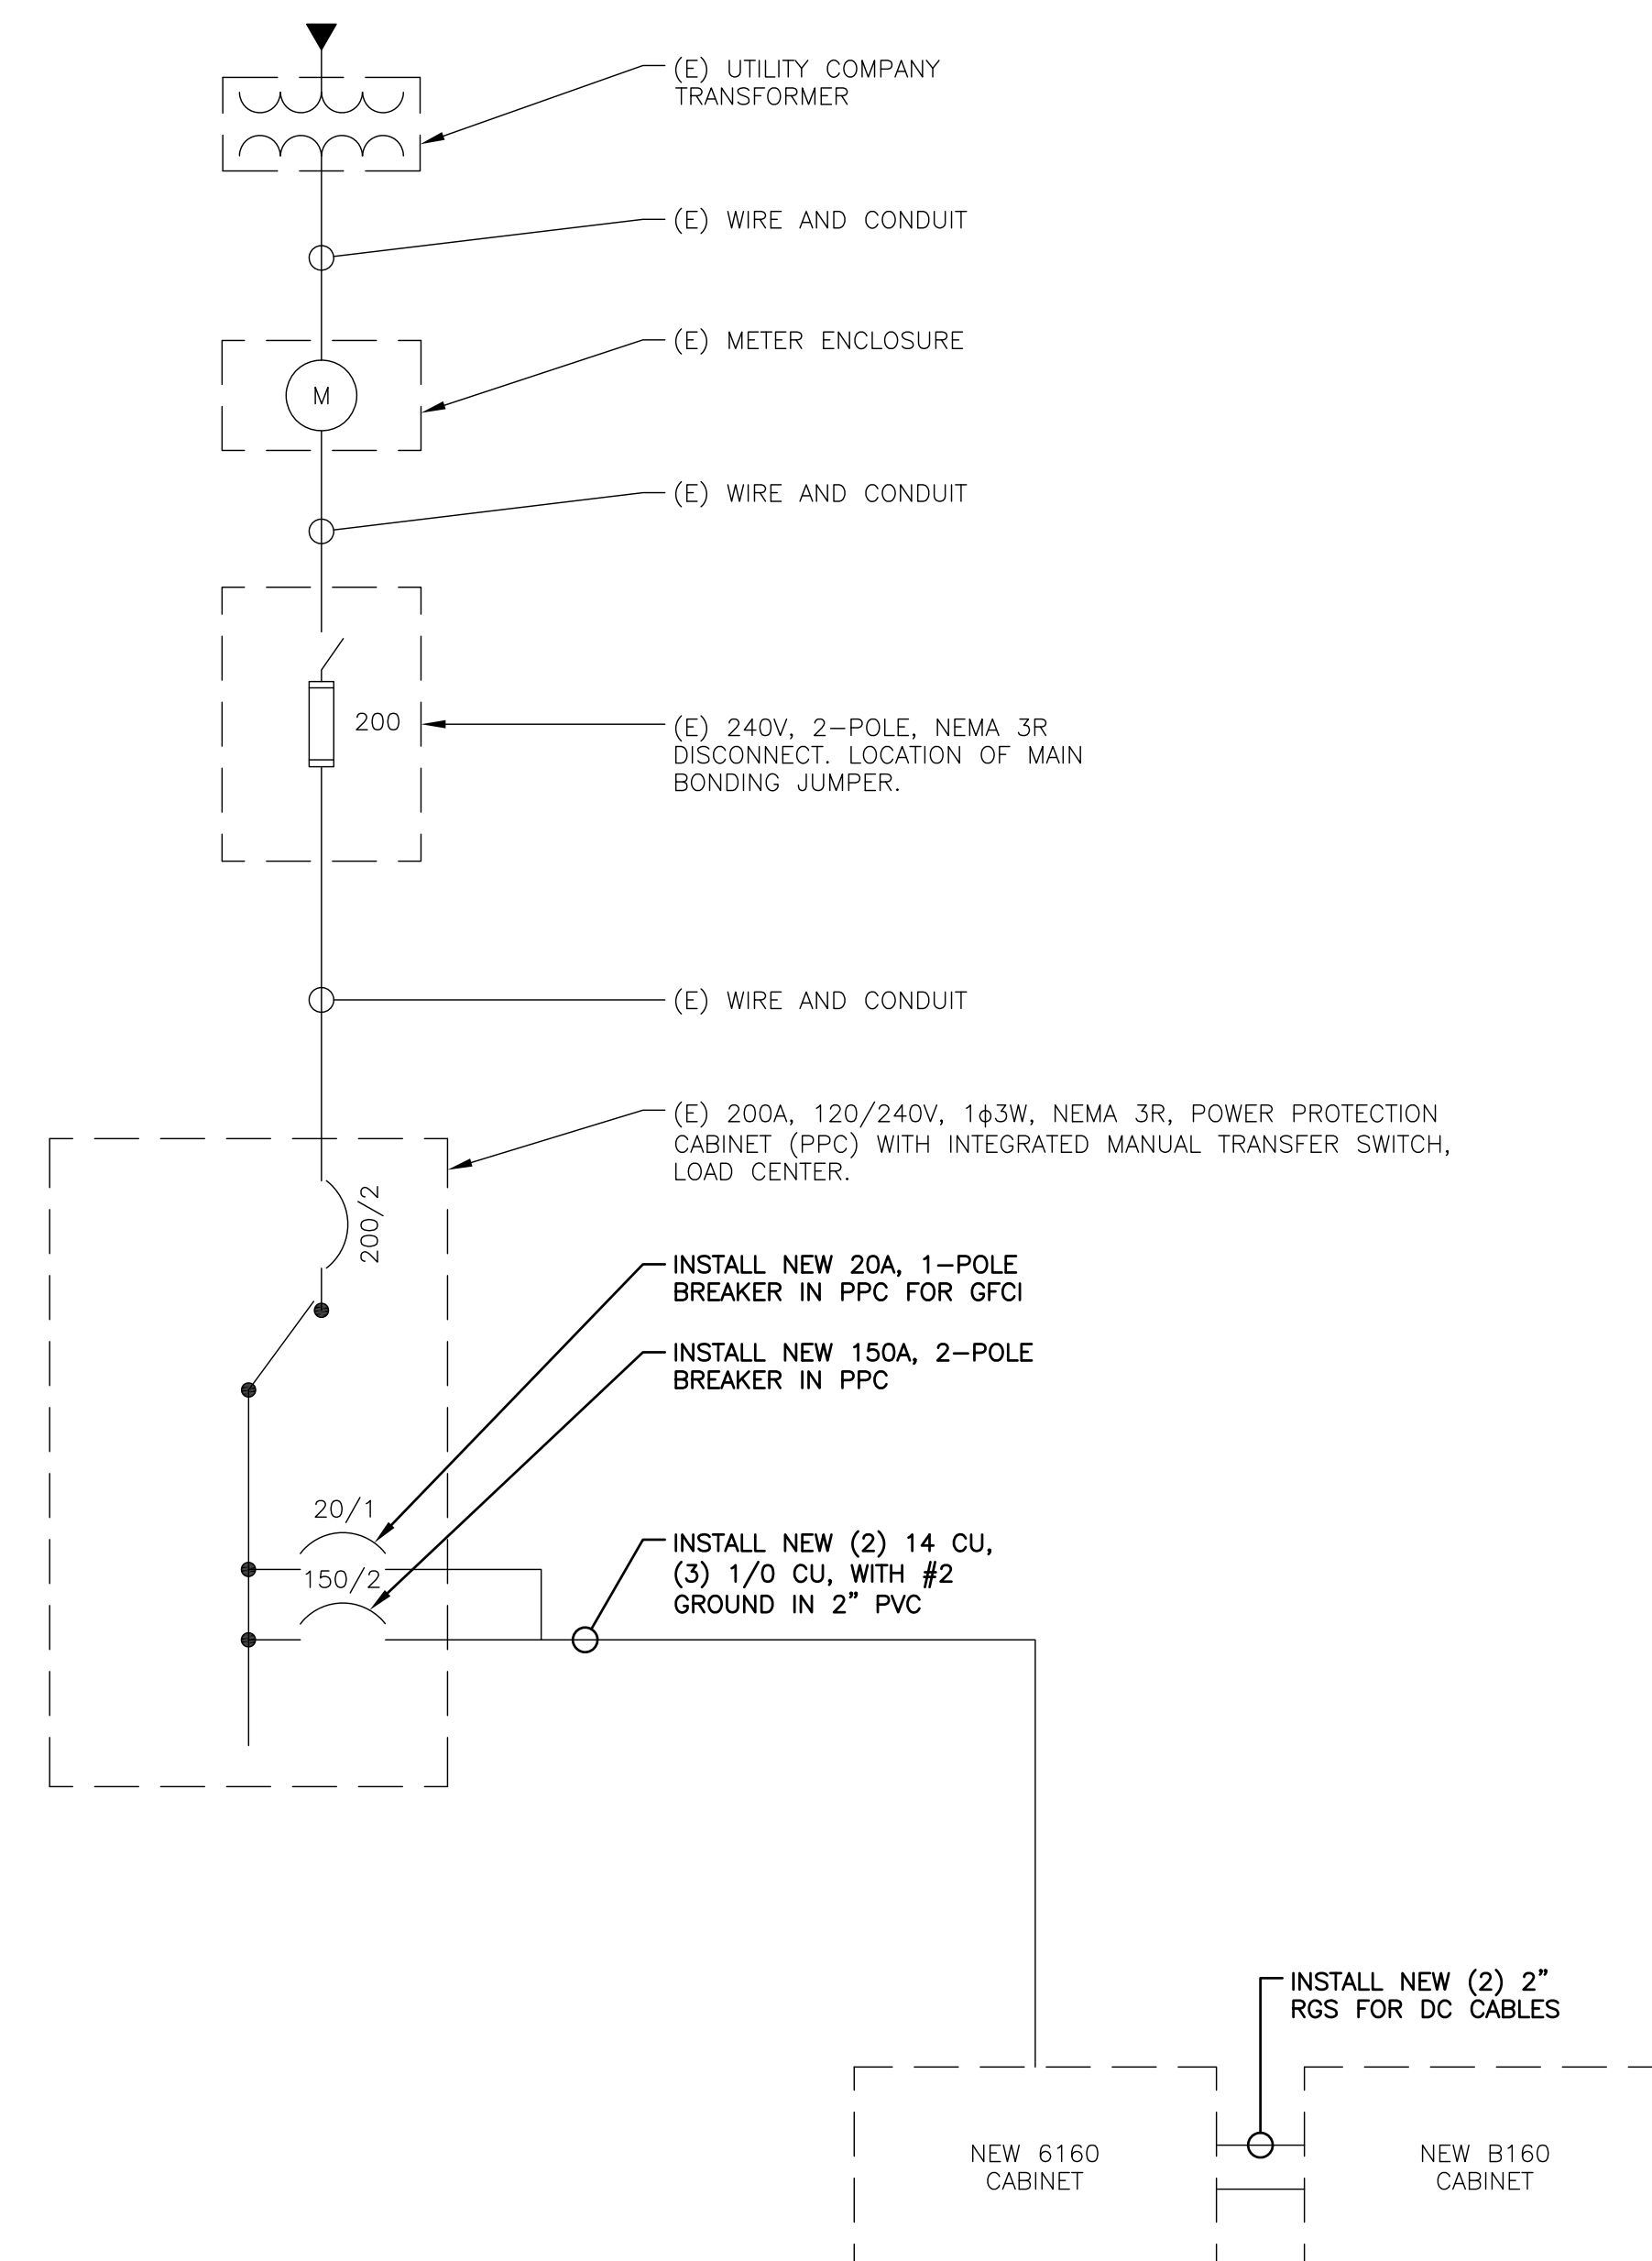 (E) UTILITY COMPANY
TRANSFORMER
(E) WIRE AND CONDUIT
(E) METER ENCLOSURE
M
(E) WIRE AND CONDUIT
200
(E) 240V, 2-POLE, NEMA 3R
DISCONNECT. LOCATION OF MAIN
BONDING JUMPER.
(E) WIRE AND CONDUIT
(E) 200A, 120/240V, 1ϕ3W, NEMA 3R, POWER PROTECTION
CABINET (PPC) WITH INTEGRATED MANUAL TRANSFER SWITCH,
LOAD CENTER.
200/2
INSTALL NEW 20A, 1-POLE
BREAKER IN PPC FOR GFCI
INSTALL NEW 150A, 2-POLE
BREAKER IN PPC
20/1
150/2
INSTALL NEW (2) 14 CU,
(3) 1/0 CU, WITH #2
GROUND IN 2" PVC
INSTALL NEW (2) 2"
RGS FOR DC CABLES
NEW 6160
CABINET
NEW B160
CABINET